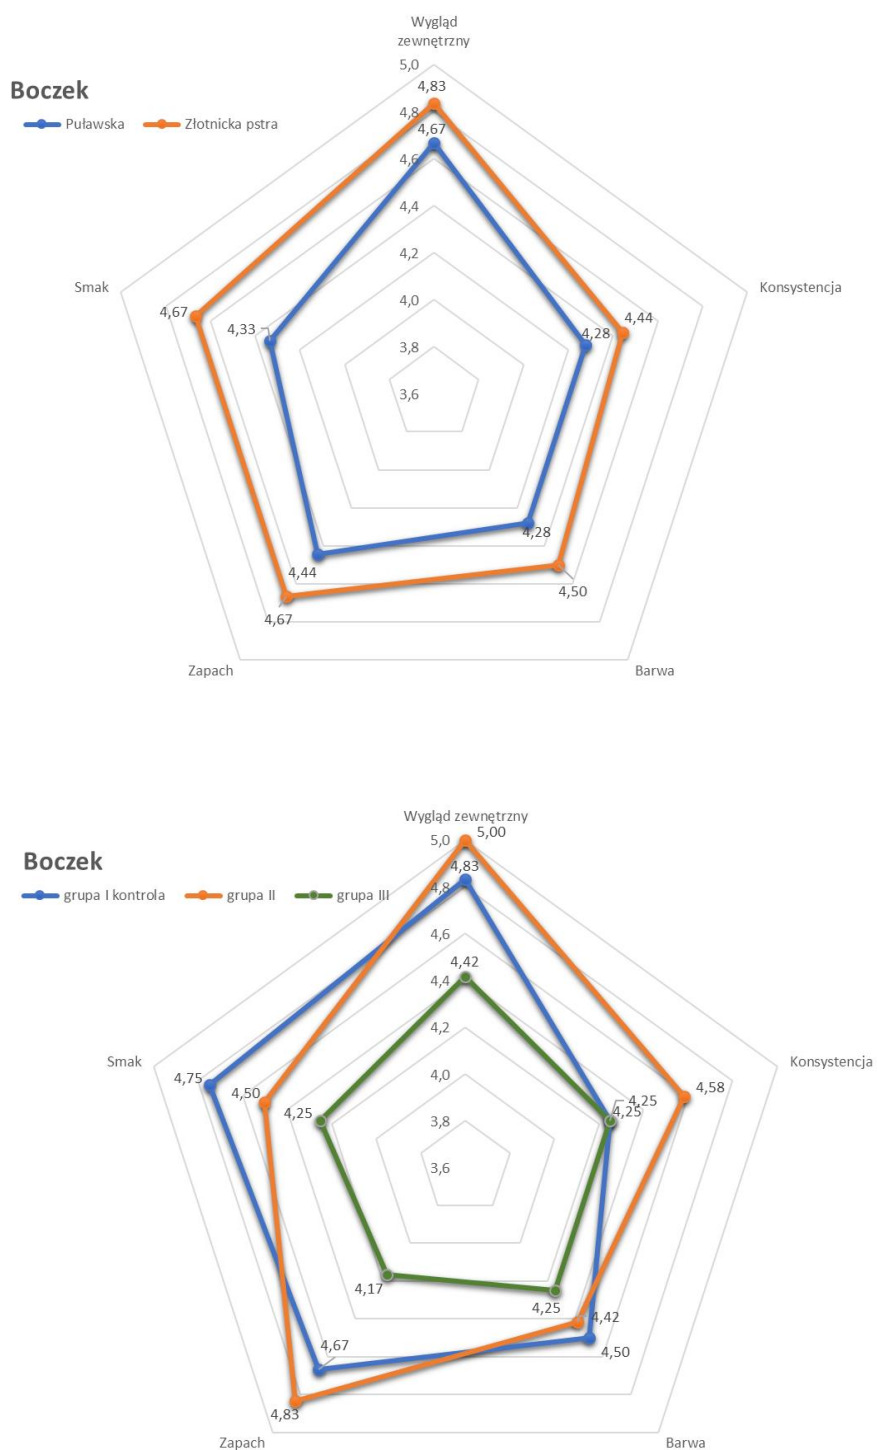 Wygląd
zewnętrzny
Boczek
Puławska
Złotnicka pstra
5,0
4,83
4,8
4,67
4,6
4,4
4,2
4,0
3,8
3,6
Smak
Konsystencja
4,67
4,44
4,33
4,28
4,28
4,44
4,50
4,67
Zapach
Barwa
Wygląd zewnętrzny
5,0
5,00
Boczek
4,83
4,8
grupa I kontrola
grupa II
grupa III
4,6
4,42
4,4
4,2
4,0
3,8
3,6
Smak
Konsystencja
4,75
4,58
4,50
4,25
4,25
4,25
4,17
4,25
4,42
4,67
4,50
4,83
Zapach
Barwa